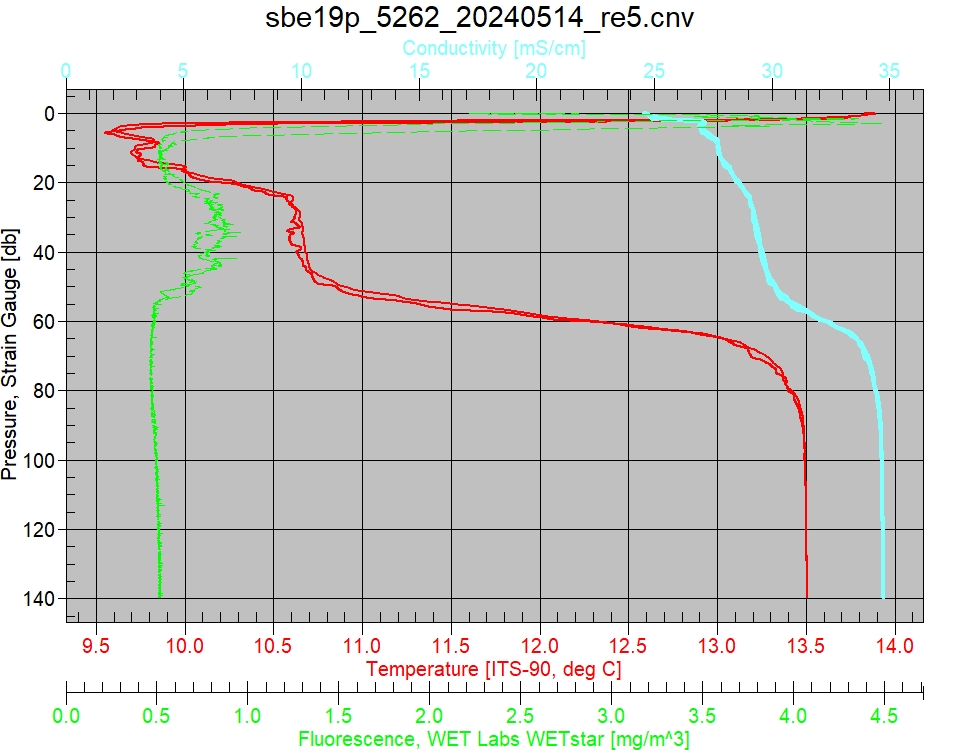 sbe19p_5262_20240514_re5.cnv
Conductivity [mS/cm]
0 5 10 15 20 25 30 35
0
20
40
60
80
100
120
140
Pressure, Strain Gauge [db]
9.5 10.0 10.5 11.0 11.5 12.0 12.5 13.0 13.5 14.0
Temperature [ITS-90, deg C]
0.0 0.5 1.0 1.5 2.0 2.5 3.0 3.5 4.0 4.5
Fluorescence, WET Labs WETstar [mg/m^3]